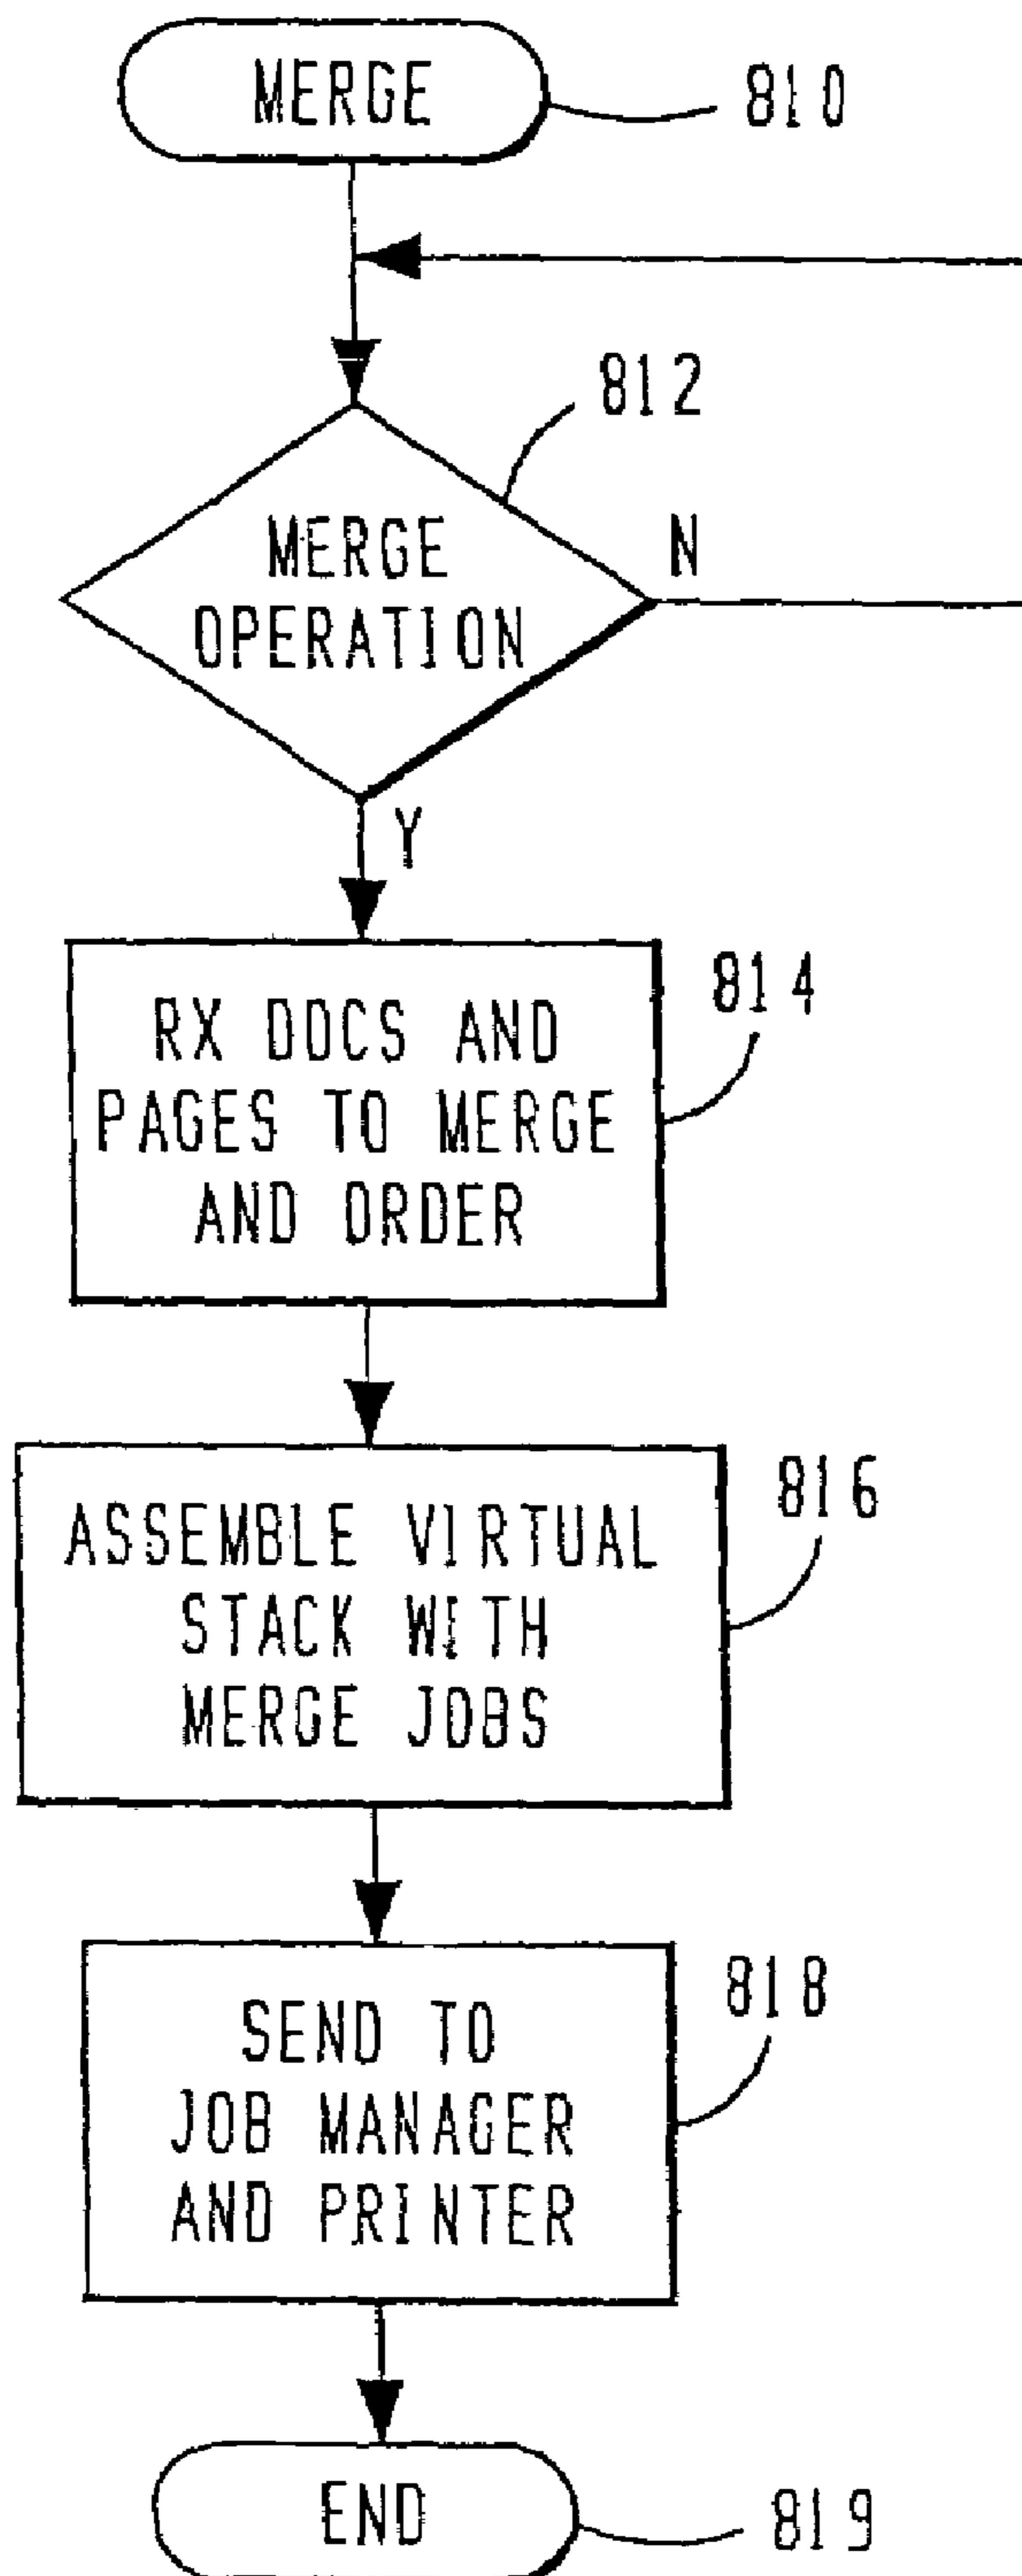 MERGE
810
812
MERGE
OPERATION
N
Y
814
RX DOCS AND
PAGES TO MERGE
AND ORDER
816
ASSEMBLE VIRTUAL
STACK WITH
MERGE JOBS
818
SEND TO
JOB MANAGER
AND PRINTER
END
819